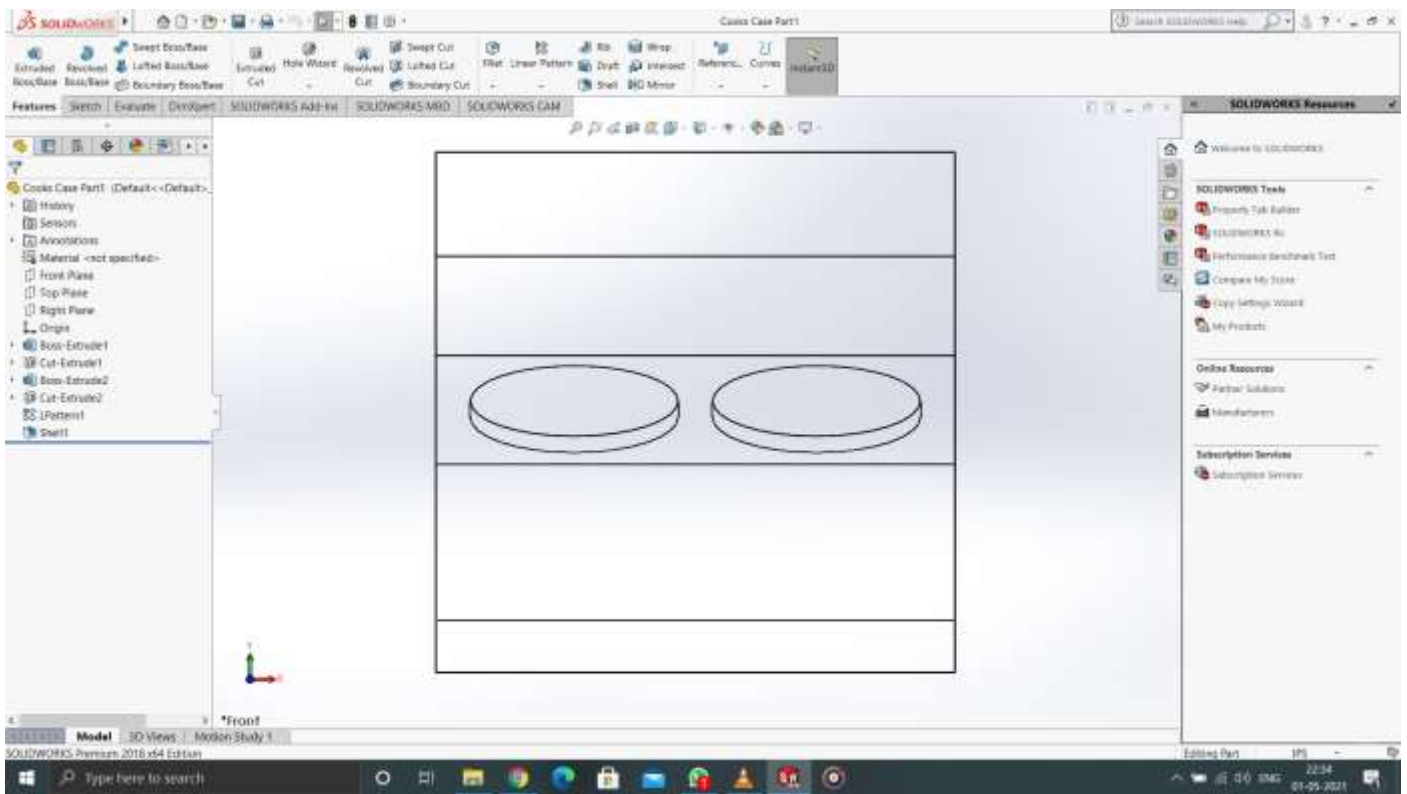 SOLIDWORKS
Cooks Case Part1
Extruded Boss/Base
Revolved Boss/Base
Swept Boss/Base
Lofted Boss/Base
Boundary Boss/Base
Extruded Cut
Hole Wizard
Revolved Cut
Swept Cut
Lofted Cut
Boundary Cut
Fillet
Linear Pattern
Rib
Draft
Shell
Wrap
Intersect
Mirror
Referenc...
Curves
Instant3D
Features Sketch Evaluate DimXpert SOLIDWORKS Add-Ins SOLIDWORKS MBD SOLIDWORKS CAM
Cooks Case Part1 (Default<<Default>_
History
Sensors
Annotations
Material <not specified>
Front Plane
Top Plane
Right Plane
Origin
Boss-Extrude1
Cut-Extrude1
Boss-Extrude2
Cut-Extrude2
LPattern1
Shell1
*Front
Model 3D Views Motion Study 1
SOLIDWORKS Premium 2018 x64 Edition
SOLIDWORKS Resources
Welcome to SOLIDWORKS
SOLIDWORKS Tools
Property Tab Builder
SOLIDWORKS Rx
Performance Benchmark Test
Compare My Score
Copy Settings Wizard
My Products
Online Resources
Partner Solutions
Manufacturers
Subscription Services
Subscription Services
Editing Part IPS
Type here to search
ENG
22:54
01-05-2021